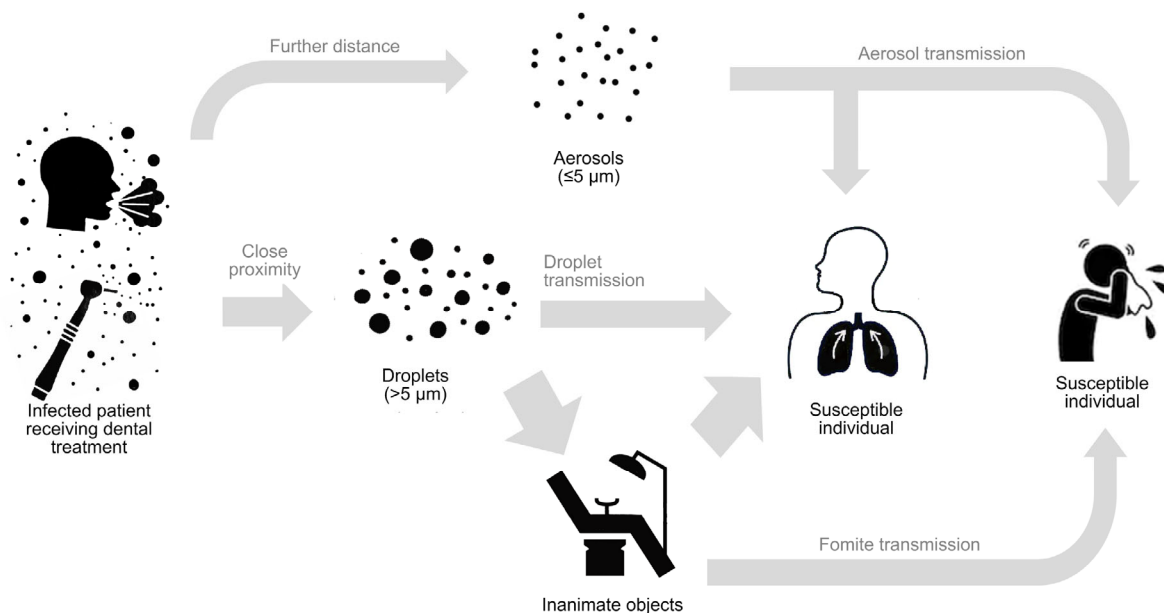 Further distance
Aerosol transmission
Aerosols
(≤5 µm)
Close
proximity
Droplet
transmission
Droplets
(>5 µm)
Infected patient
receiving dental
treatment
Susceptible
individual
Susceptible
individual
Fomite transmission
Inanimate objects